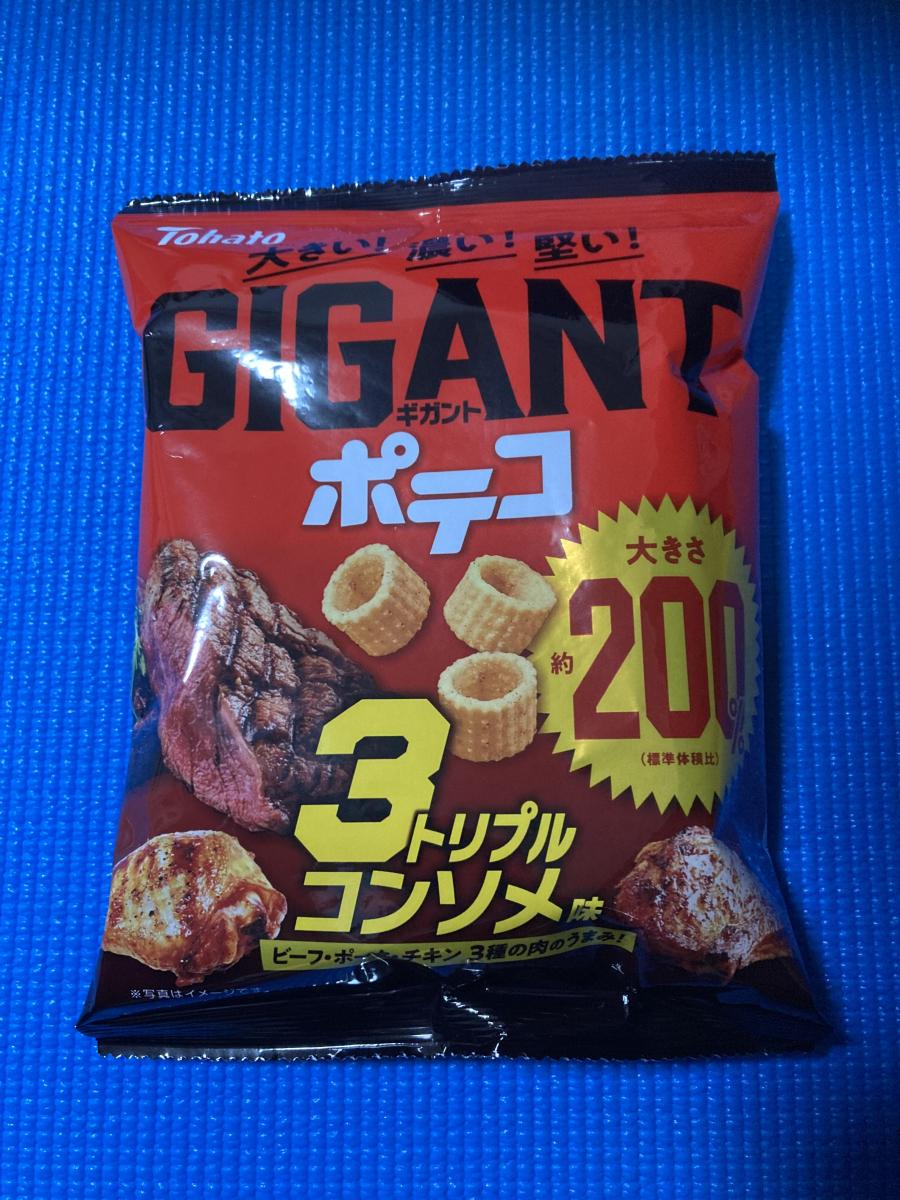 Tohato
大きい! 濃い! 堅い!
GIGANT
ギガント
ポテコ
大きさ
約200%
(標準体積比)
3トリプル
コンソメ味
ビーフ・ポーク・チキン 3種の肉のうまみ!
※写真はイメージです